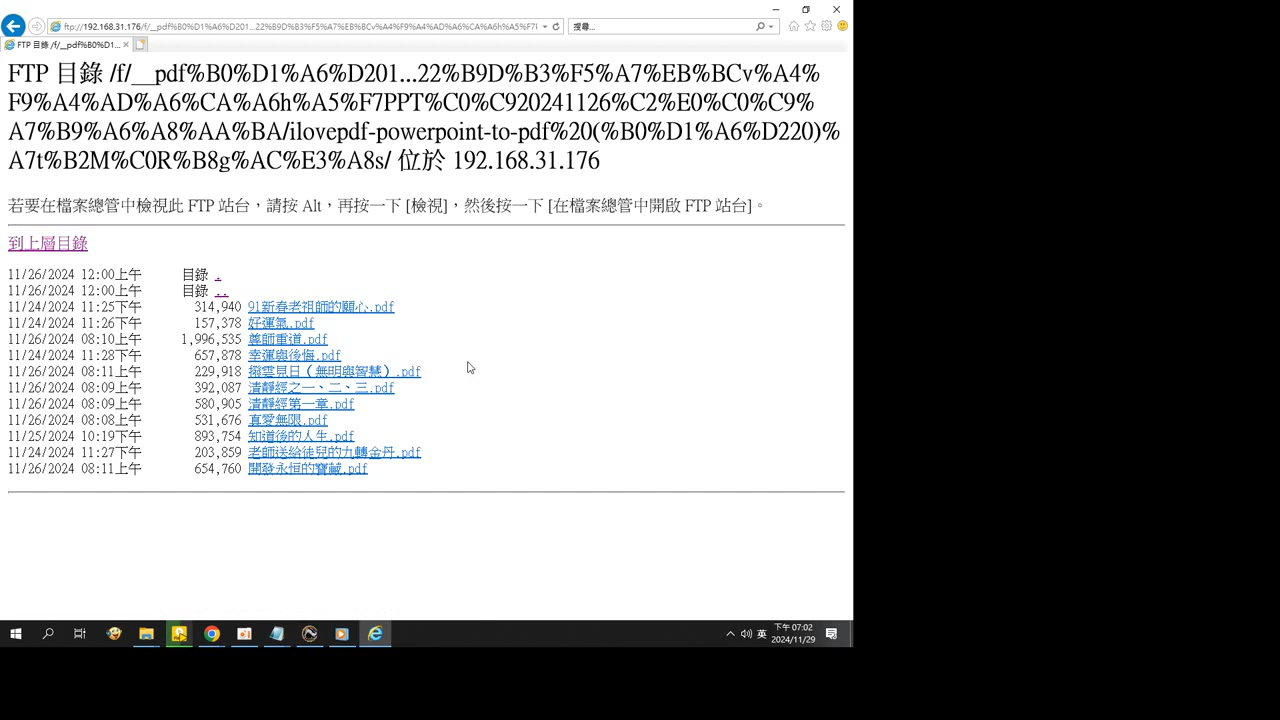 ftp://192.168.31.176/f/__pdf%B0%D1%A6%D201...22%B9D%B3%F5%A7%EB%BCv%A4%F9%A4%AD%A6%CA%A6h%A5%F7I
搜尋...
FTP 目錄 /f/__pdf%B0%D1...
FTP 目錄 /f/__pdf%B0%D1%A6%D201...22%B9D%B3%F5%A7%EB%BCv%A4%
F9%A4%AD%A6%CA%A6h%A5%F7PPT%C0%C920241126%C2%E0%C0%C9%
A7%B9%A6%A8%AA%BA/ilovepdf-powerpoint-to-pdf%20(%B0%D1%A6%D220)%
A7t%B2M%C0R%B8g%AC%E3%A8s/ 位於 192.168.31.176
若要在檔案總管中檢視此 FTP 站台，請按 Alt，再按一下 [檢視]，然後按一下 [在檔案總管中開啟 FTP 站台]。
到上層目錄
11/26/2024 12:00上午 目錄 .
11/26/2024 12:00上午 目錄 ..
11/24/2024 11:25下午 314,940 91新春老祖師的願心.pdf
11/24/2024 11:26下午 157,378 好運氣.pdf
11/26/2024 08:10上午 1,996,535 尊師重道.pdf
11/24/2024 11:28下午 657,878 幸運與後悔.pdf
11/26/2024 08:11上午 229,918 撥雲見日（無明與智慧）.pdf
11/26/2024 08:09上午 392,087 清靜經之一、二、三.pdf
11/26/2024 08:09上午 580,905 清靜經第一章.pdf
11/26/2024 08:08上午 531,676 真愛無限.pdf
11/25/2024 10:19下午 893,754 知道後的人生.pdf
11/24/2024 11:27下午 203,859 老師送給徒兒的九轉金丹.pdf
11/26/2024 08:11上午 654,760 開發永恒的寶藏.pdf
英
下午 07:02
2024/11/29